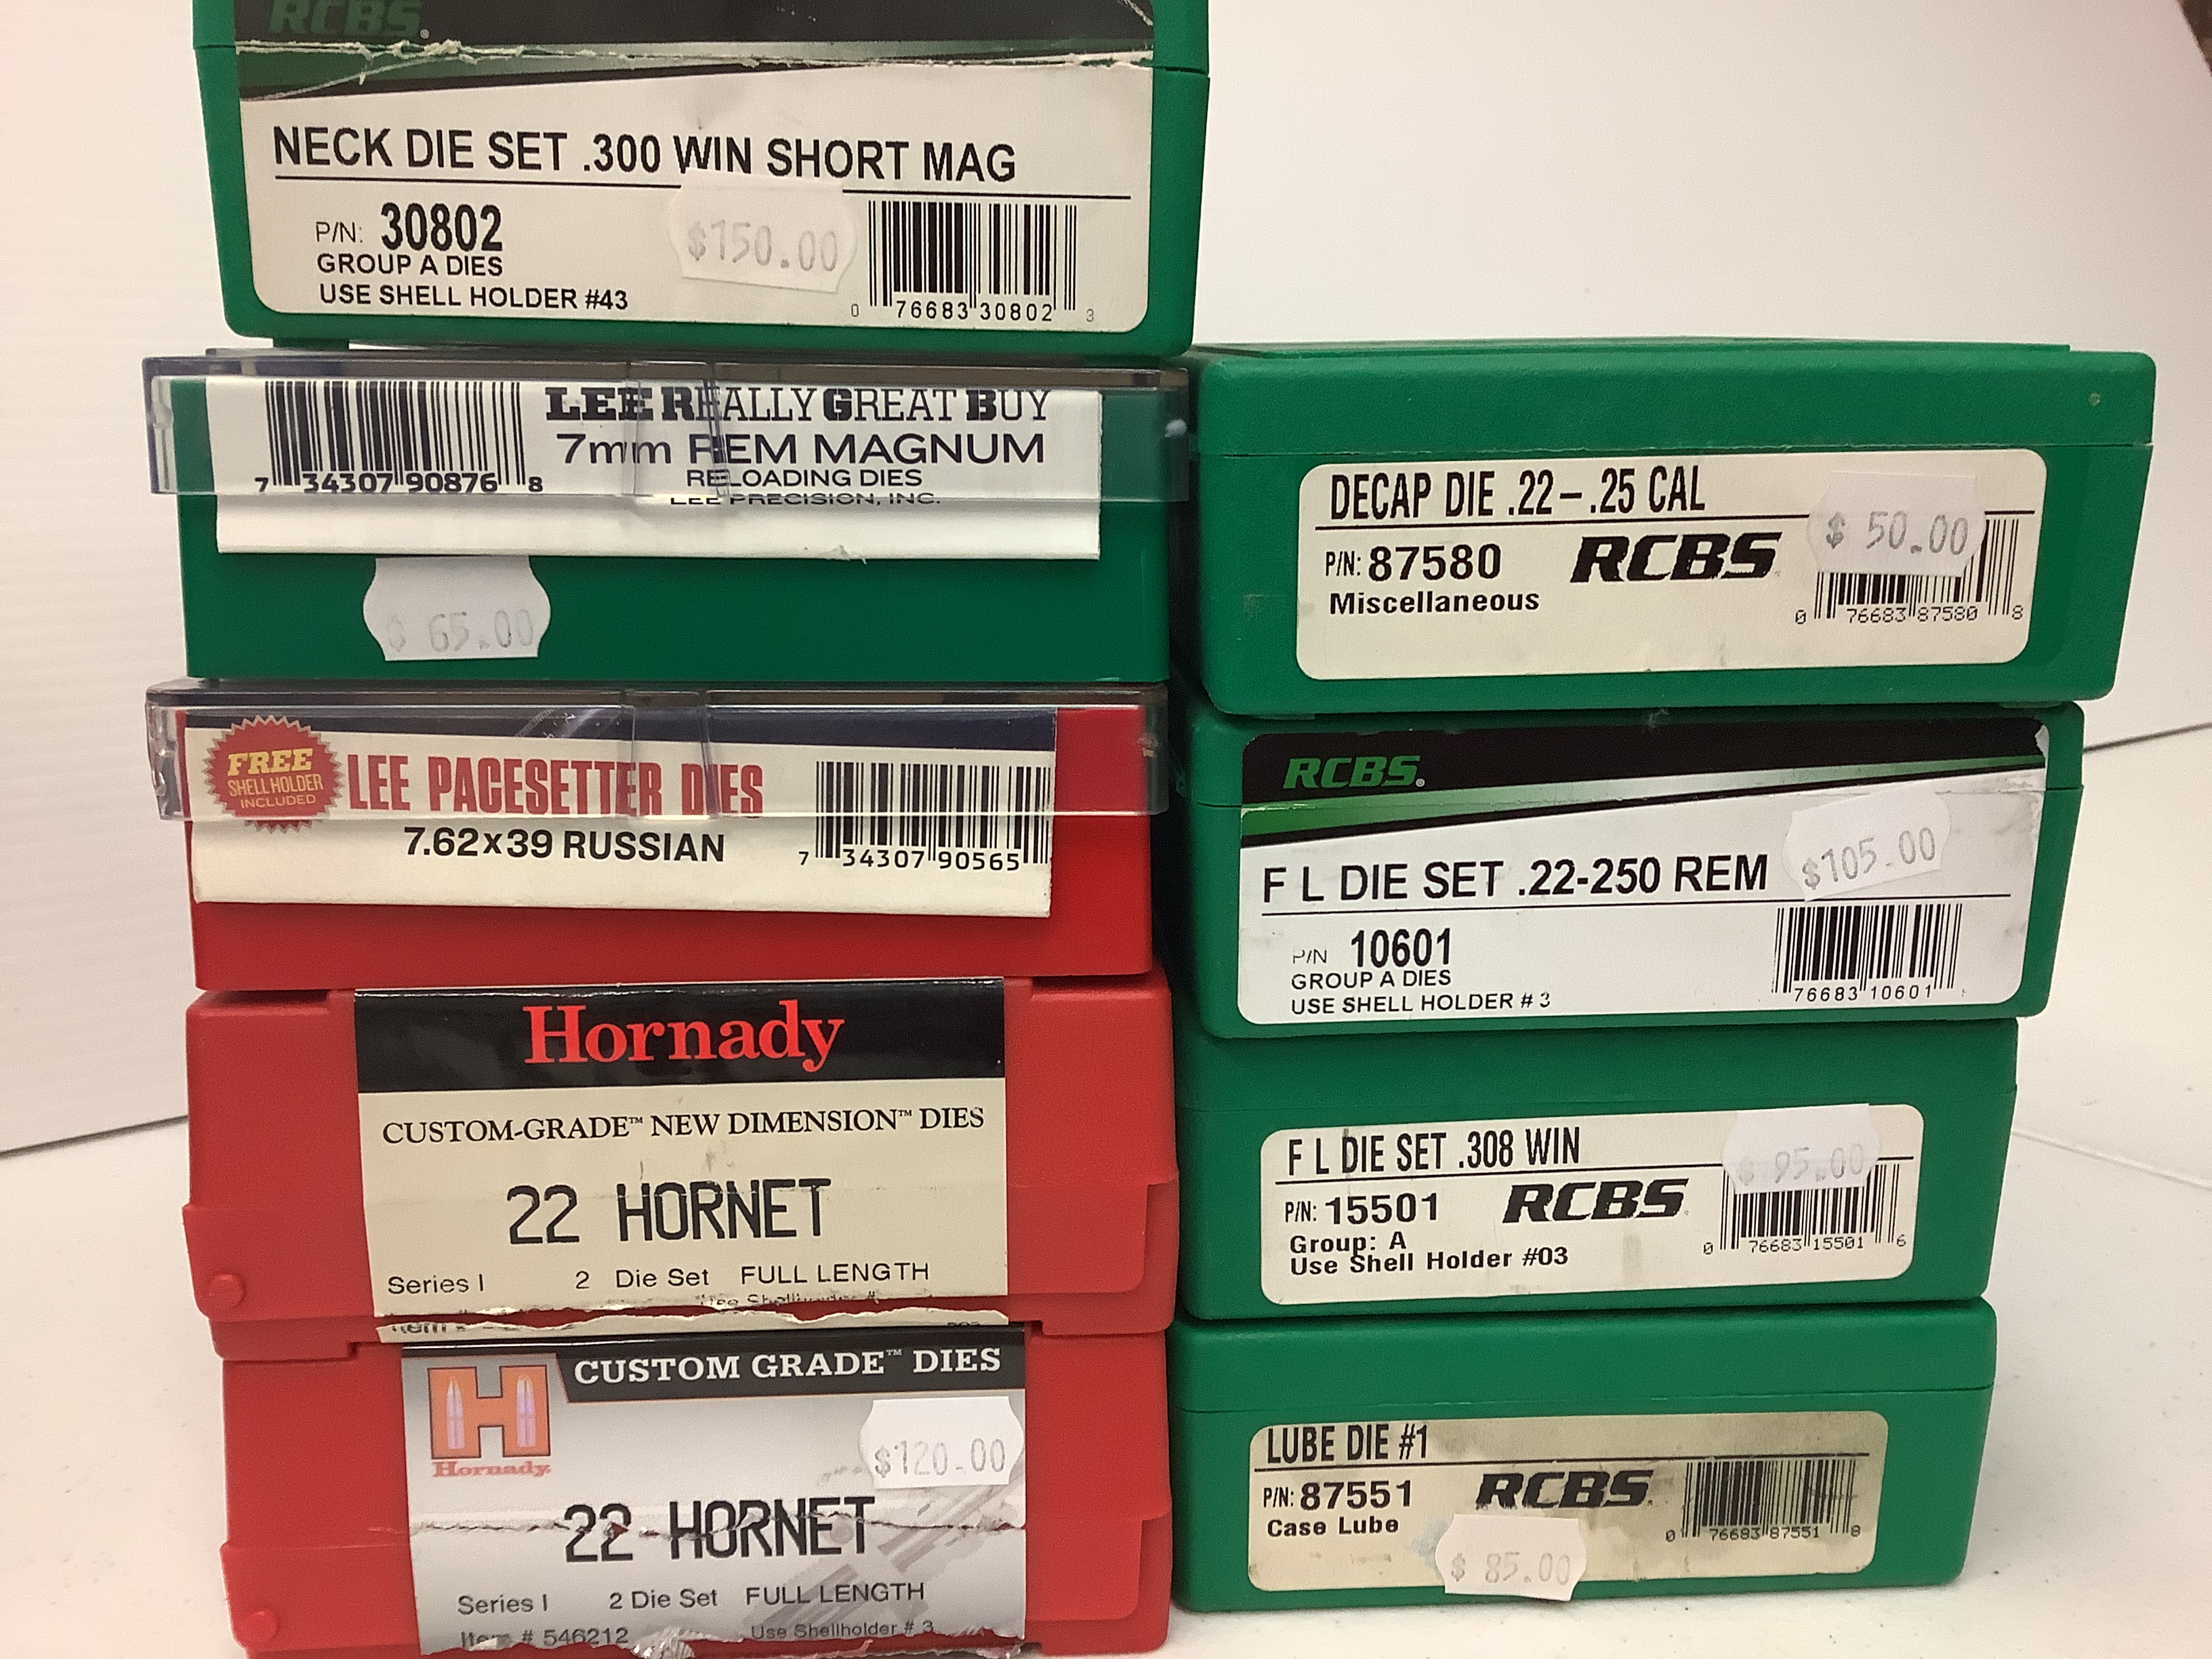 RCBS.
NECK DIE SET .300 WIN SHORT MAG
P/N: 30802
GROUP A DIES
USE SHELL HOLDER #43
$150.00
0 76683 30802 3
LEE REALLY GREAT BUY
7mm REM MAGNUM
RELOADING DIES
LEE PRECISION, INC.
7 34307 90876 8
$ 65.00
FREE
SHELL HOLDER
INCLUDED
LEE PACESETTER DIES
7.62x39 RUSSIAN
7 34307 90565
Hornady
CUSTOM-GRADE™ NEW DIMENSION™ DIES
22 HORNET
Series I 2 Die Set FULL LENGTH
Use Shellholder #
Item #
CUSTOM GRADE™ DIES
Hornady
$120.00
22 HORNET
Series I 2 Die Set FULL LENGTH
Item # 546212 Use Shellholder # 3
DECAP DIE .22-.25 CAL
P/N: 87580 RCBS
Miscellaneous
$ 50.00
0 76683 87580 8
RCBS.
F L DIE SET .22-250 REM
$105.00
P/N 10601
GROUP A DIES
USE SHELL HOLDER # 3
76683 10601
F L DIE SET .308 WIN
P/N: 15501 RCBS
Group: A
Use Shell Holder #03
$ 95.00
0 76683 15501 6
LUBE DIE #1
P/N: 87551 RCBS
Case Lube
0 76683 87551 8
$ 85.00